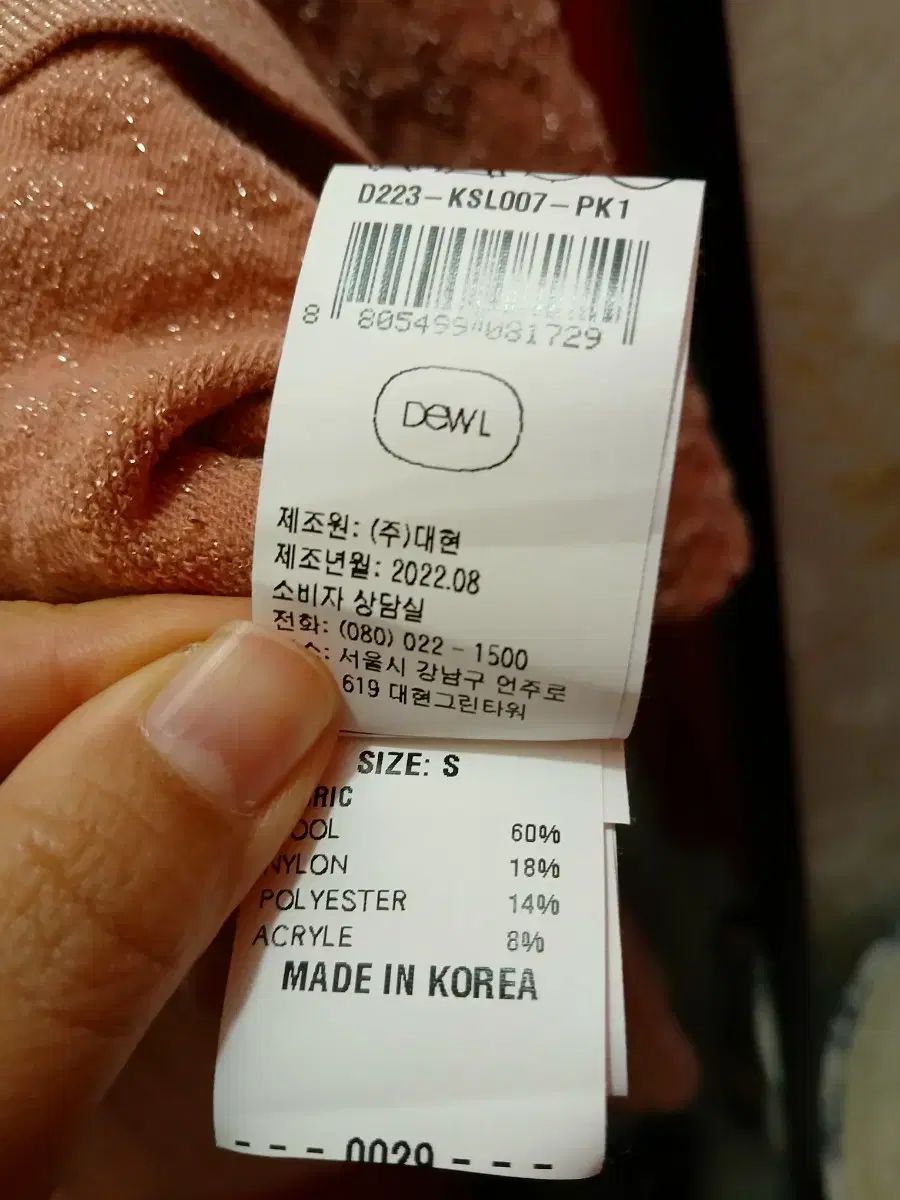 D223-KSL007-PK1
8 805499 081729
DEWL
제조원: (주)대현
제조년월: 2022.08
소비자 상담실
전화: (080) 022 - 1500
서울시 강남구 언주로
619 대현그린타워
SIZE: S
60%
NYLON 18%
POLYESTER 14%
ACRYLE 8%
MADE IN KOREA
--- 0029 ---